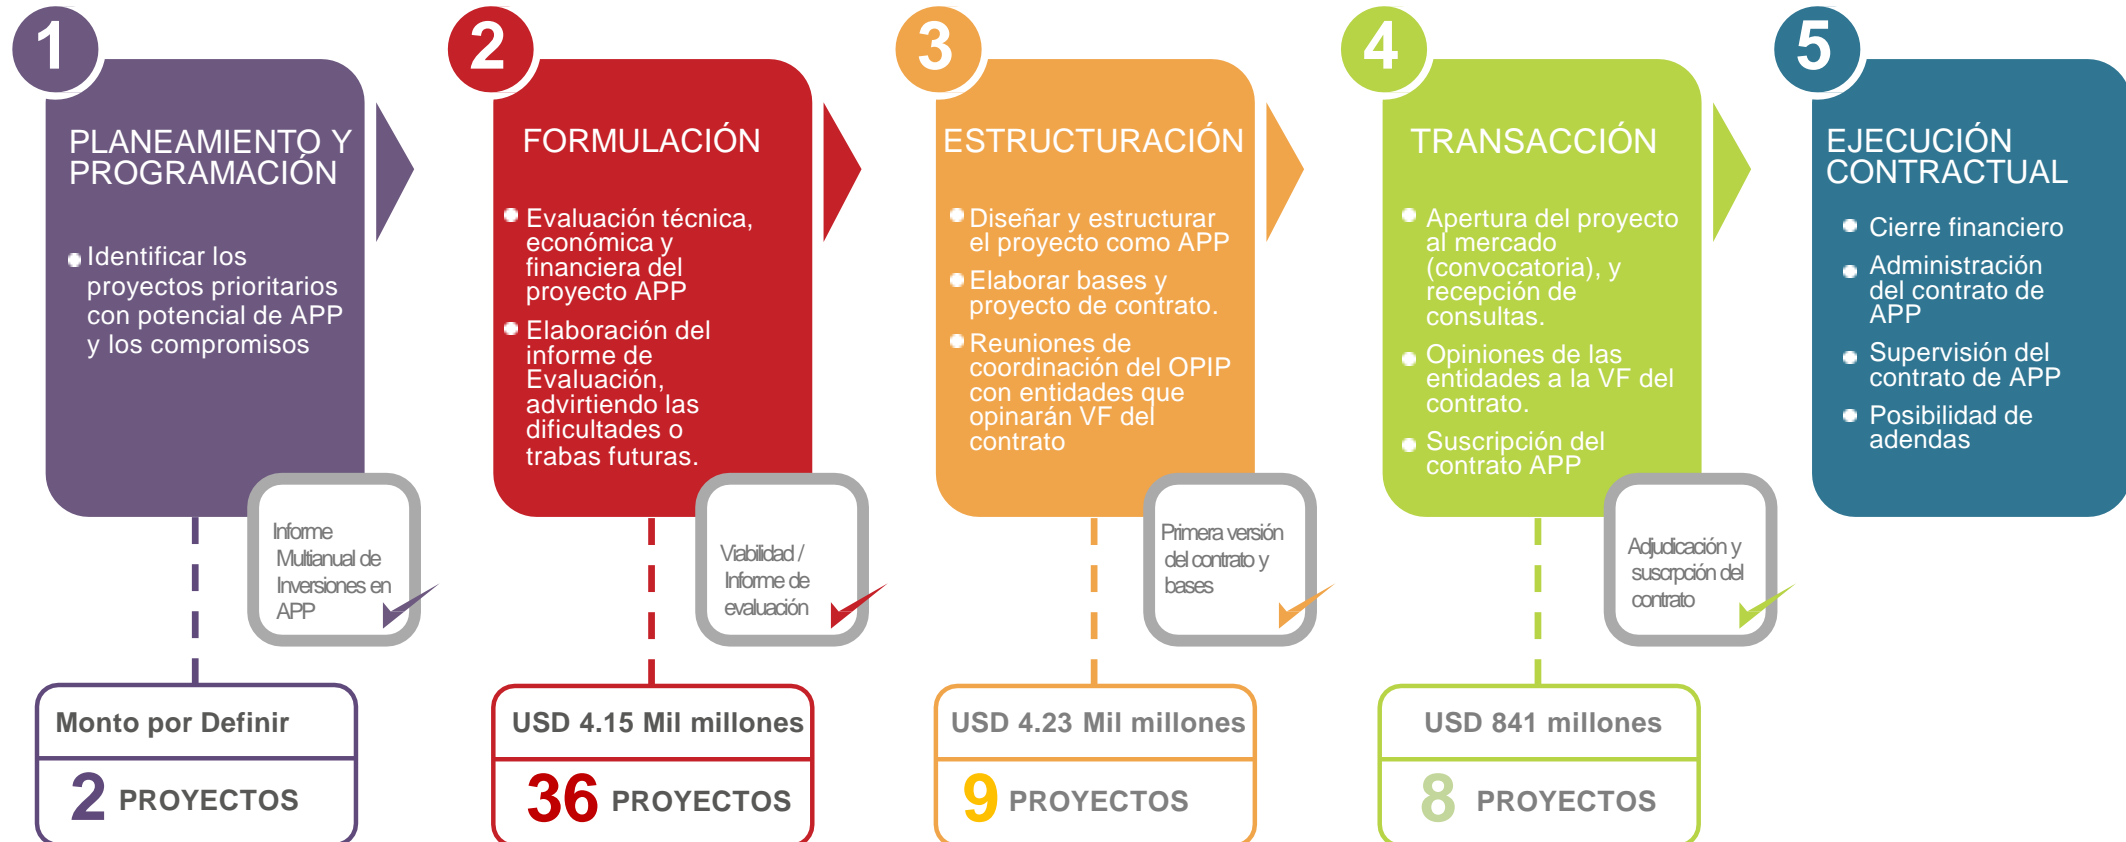 1
PLANEAMIENTO Y
PROGRAMACIÓN
Identificar los
proyectos prioritarios
con potencial de APP
y los compromisos
Informe
Multianual de
Inversiones en
APP
Monto por Definir
2 PROYECTOS
2
FORMULACIÓN
Evaluación técnica,
económica y
financiera del
proyecto APP
Elaboración del
informe de
Evaluación,
advirtiendo las
dificultades o
trabas futuras.
Viabilidad /
Informe de
evaluación
USD 4.15 Mil millones
36 PROYECTOS
3
ESTRUCTURACIÓN
Diseñar y estructurar
el proyecto como APP
Elaborar bases y
proyecto de contrato.
Reuniones de
coordinación del OPIP
con entidades que
opinarán VF del
contrato
Primera versión
del contrato y
bases
USD 4.23 Mil millones
9 PROYECTOS
4
TRANSACCIÓN
Apertura del proyecto
al mercado
(convocatoria), y
recepción de
consultas.
Opiniones de las
entidades a la VF del
contrato.
Suscripción del
contrato APP
Adjudicación y
suscrpción del
contrato
USD 841 millones
8 PROYECTOS
5
EJECUCIÓN
CONTRACTUAL
Cierre financiero
Administración
del contrato de
APP
Supervisión del
contrato de APP
Posibilidad de
adendas